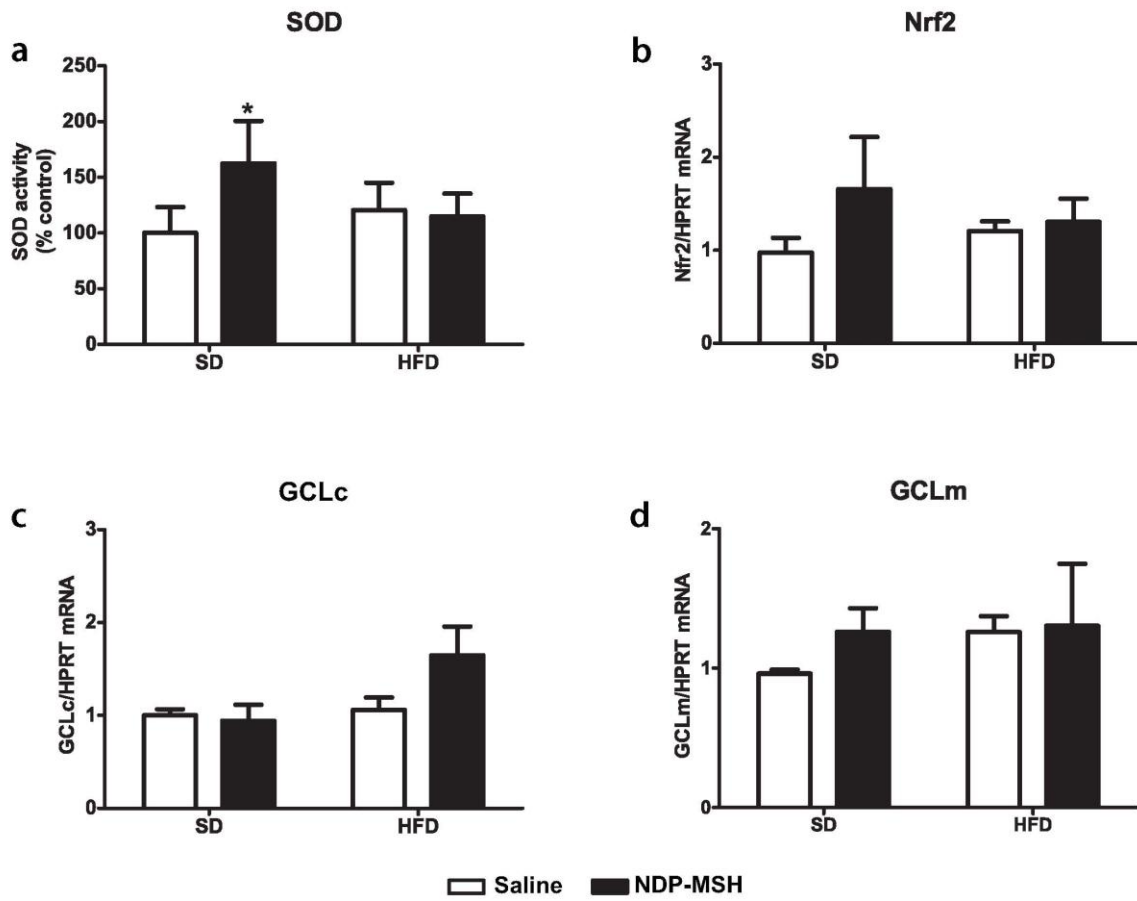 SOD
a
250
200
150
100
50
0
SOD activity
(% control)
*
SD
HFD
Nrf2
b
3
2
1
0
Nfr2/HPRT mRNA
SD
HFD
GCLc
c
3
2
1
0
GCLc/HPRT mRNA
SD
HFD
GCLm
d
2
1
0
GCLm/HPRT mRNA
SD
HFD
Saline
NDP-MSH